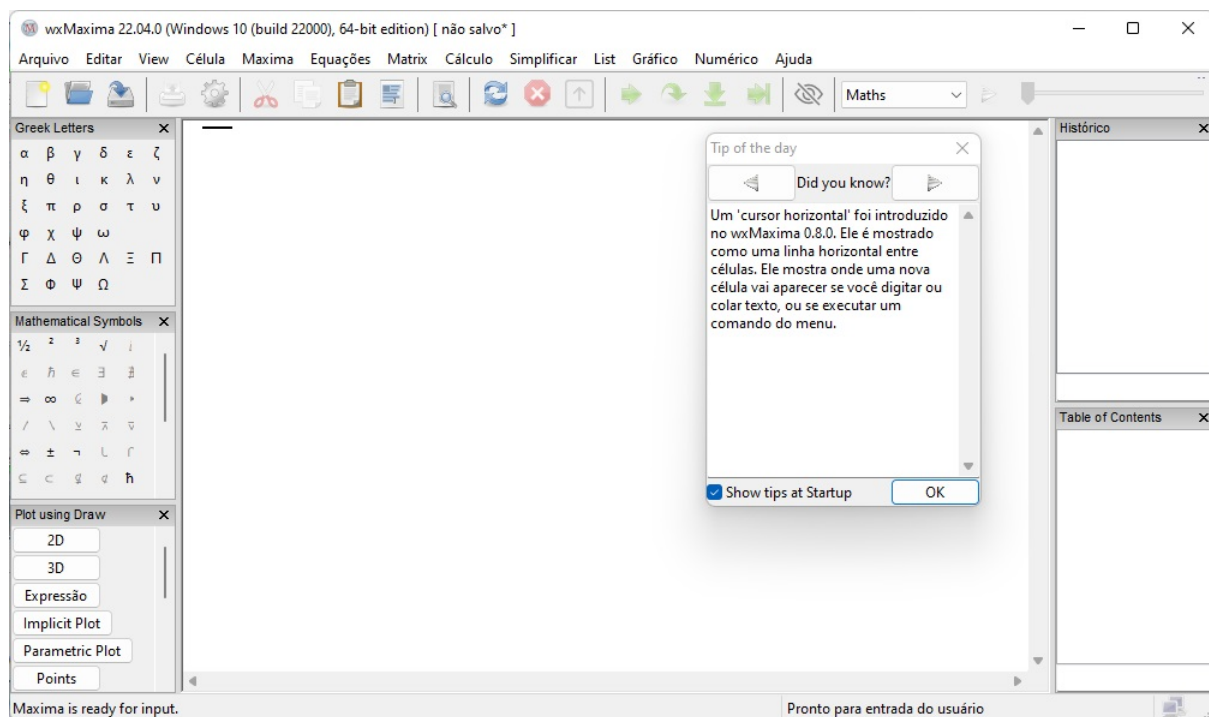 wxMaxima 22.04.0 (Windows 10 (build 22000), 64-bit edition) [ não salvo* ]
Arquivo Editar View Célula Maxima Equações Matrix Cálculo Simplificar List Gráfico Numérico Ajuda
Maths
Greek Letters
α β γ δ ε ζ
η θ ι κ λ ν
ξ π ρ σ τ υ
φ χ ψ ω
Γ Δ Θ Λ Ξ Π
Σ Φ Ψ Ω
Mathematical Symbols
½ ² ³ √ i
e ħ ∈ ∃ ∄
⇒ ∞
/ \ ⊻ ⊼ ⊽
⇔ ± ¬
⊆ ⊂ ⊈ ⊄ ħ
Plot using Draw
2D
3D
Expressão
Implicit Plot
Parametric Plot
Points
Tip of the day
Did you know?
Um 'cursor horizontal' foi introduzido
no wxMaxima 0.8.0. Ele é mostrado
como uma linha horizontal entre
células. Ele mostra onde uma nova
célula vai aparecer se você digitar ou
colar texto, ou se executar um
comando do menu.
Show tips at Startup
OK
Histórico
Table of Contents
Maxima is ready for input.
Pronto para entrada do usuário